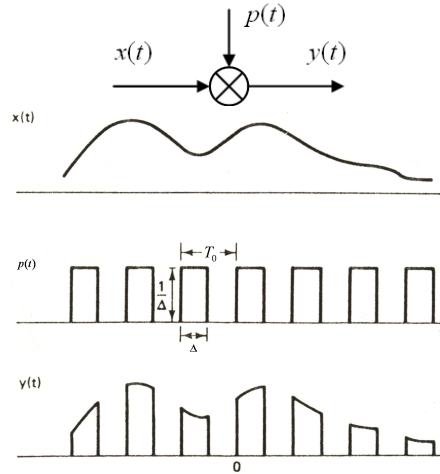 p(t)
x(t) y(t)
x(t)
T₀
p(t)
1/Δ
Δ
y(t)
0